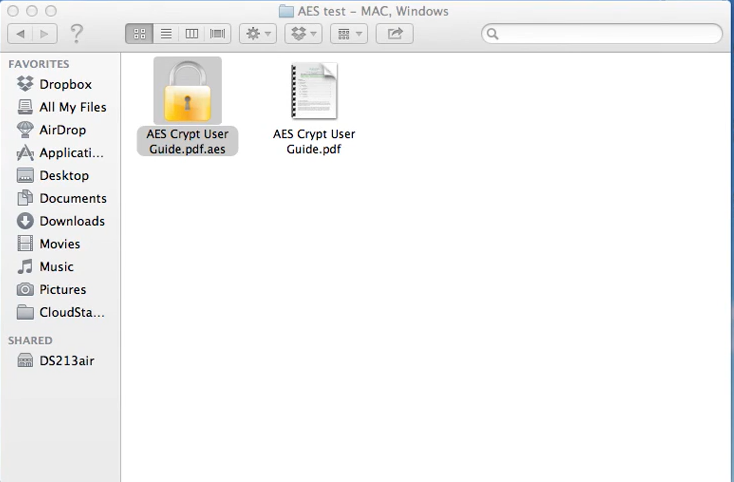 AES test – MAC, Windows
FAVORITES
Dropbox
All My Files
AirDrop
Applicati...
Desktop
Documents
Downloads
Movies
Music
Pictures
CloudSta...
SHARED
DS213air
AES Crypt User
Guide.pdf.aes
AES Crypt User
Guide.pdf